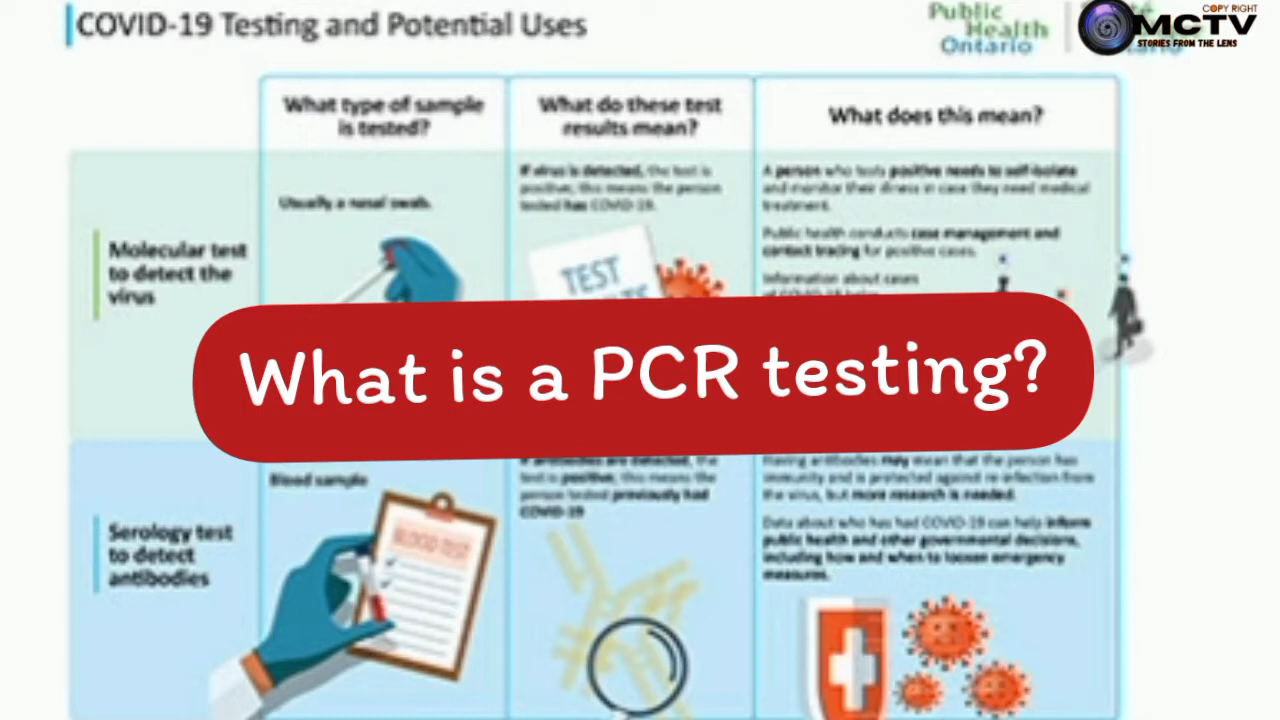 COVID-19 Testing and Potential Uses
Public
Health
Ontario
COPY RIGHT
MCTV
STORIES FROM THE LENS
What type of sample
is tested?
What do these test
results mean?
What does this mean?
Molecular test
to detect the
virus
Usually a nasal swab.
If virus is detected, the test is
positive; this means the person
tested has COVID-19.
TEST
A person who tests positive needs to self-isolate
and monitor their illness in case they need medical
treatment.
Public health conducts case management and
contact tracing for positive cases.
Information about cases
What is a PCR testing?
Serology test
to detect
antibodies
Blood sample
BLOOD TEST
If antibodies are detected, the
test is positive; this means the
person tested previously had
COVID-19
Having antibodies may mean that the person has
immunity and is protected against re-infection from
the virus, but more research is needed.
Data about who has had COVID-19 can help inform
public health and other governmental decisions,
including how and when to loosen emergency
measures.